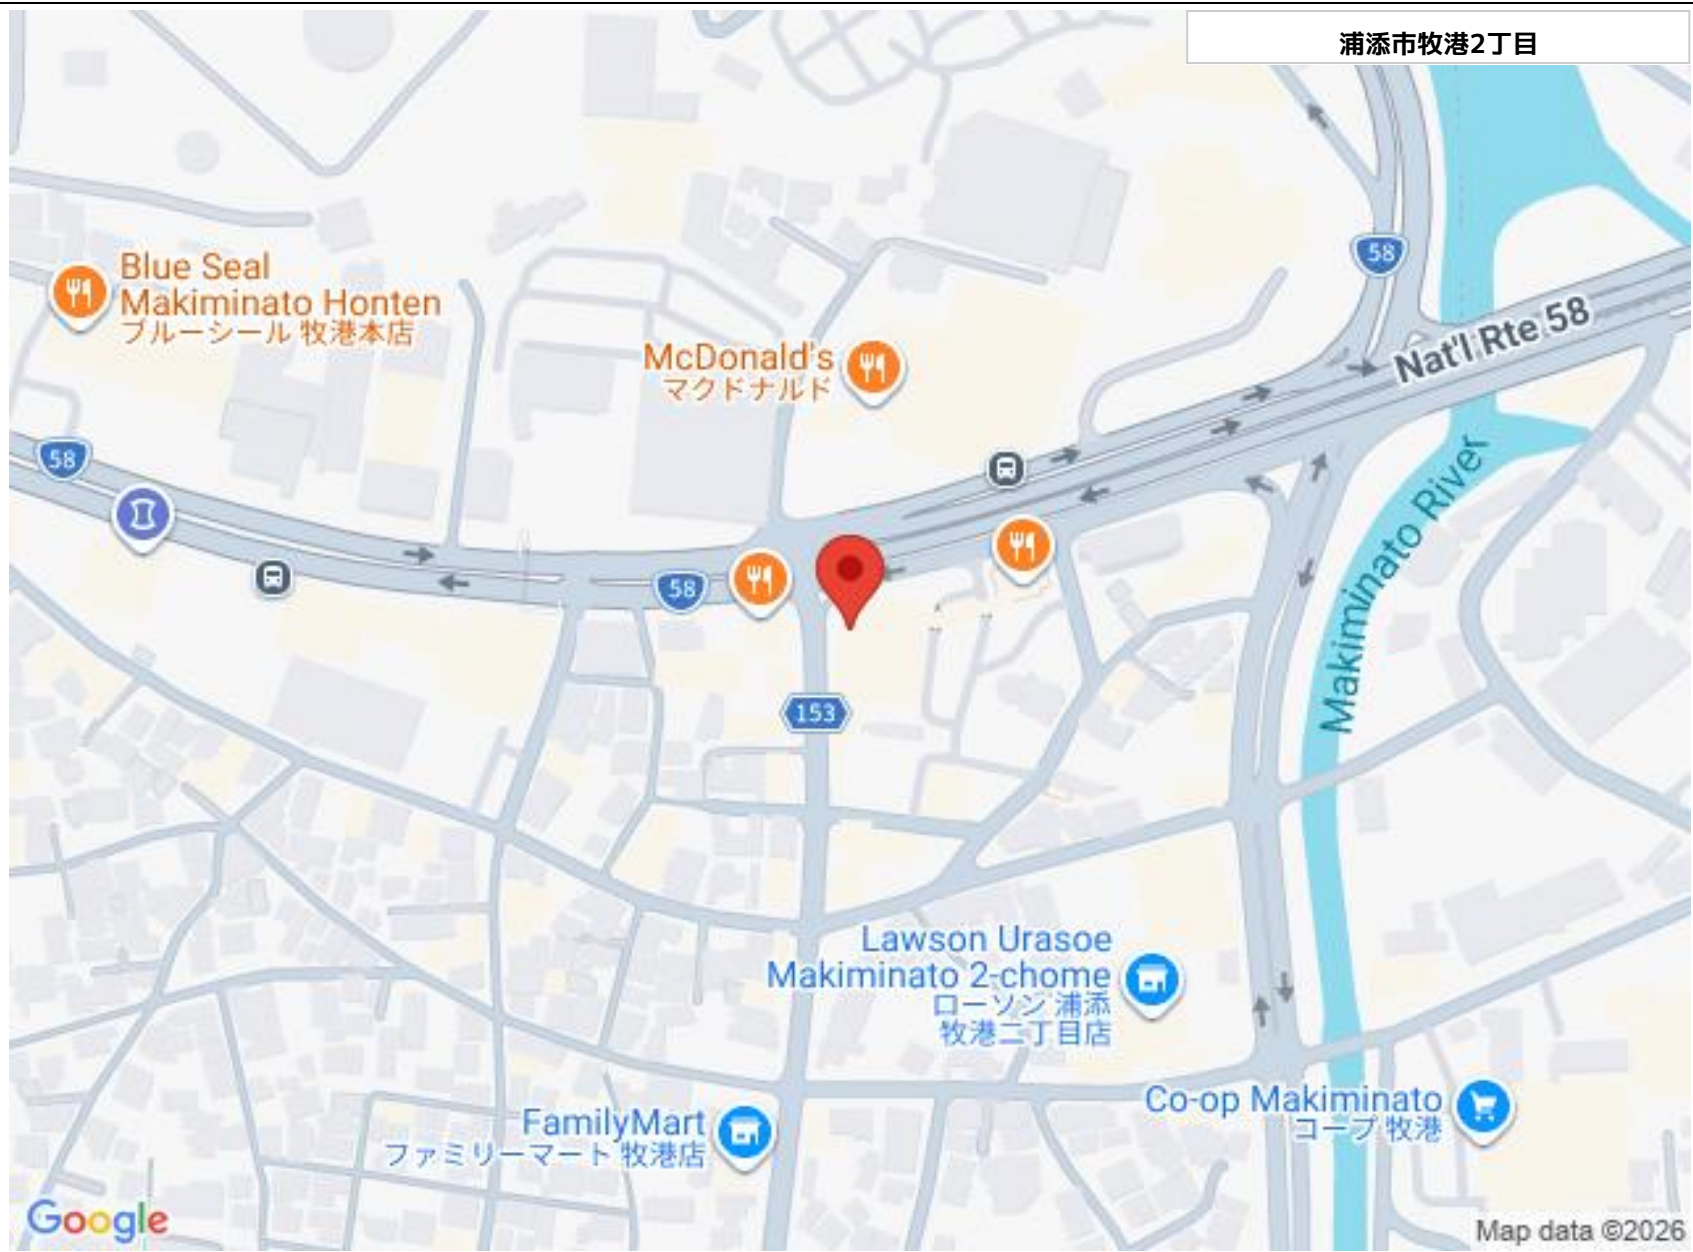 浦添市牧港2丁目
58
Nat'l Rte 58
Blue Seal
Makiminato Honten
ブルーシール 牧港本店
McDonald's
マクドナルド
58
58
153
Makiminato River
Lawson Urasoe
Makiminato 2-chome
ローソン 浦添
牧港二丁目店
Co-op Makiminato
コープ 牧港
FamilyMart
ファミリーマート 牧港店
Google
Map data ©2026